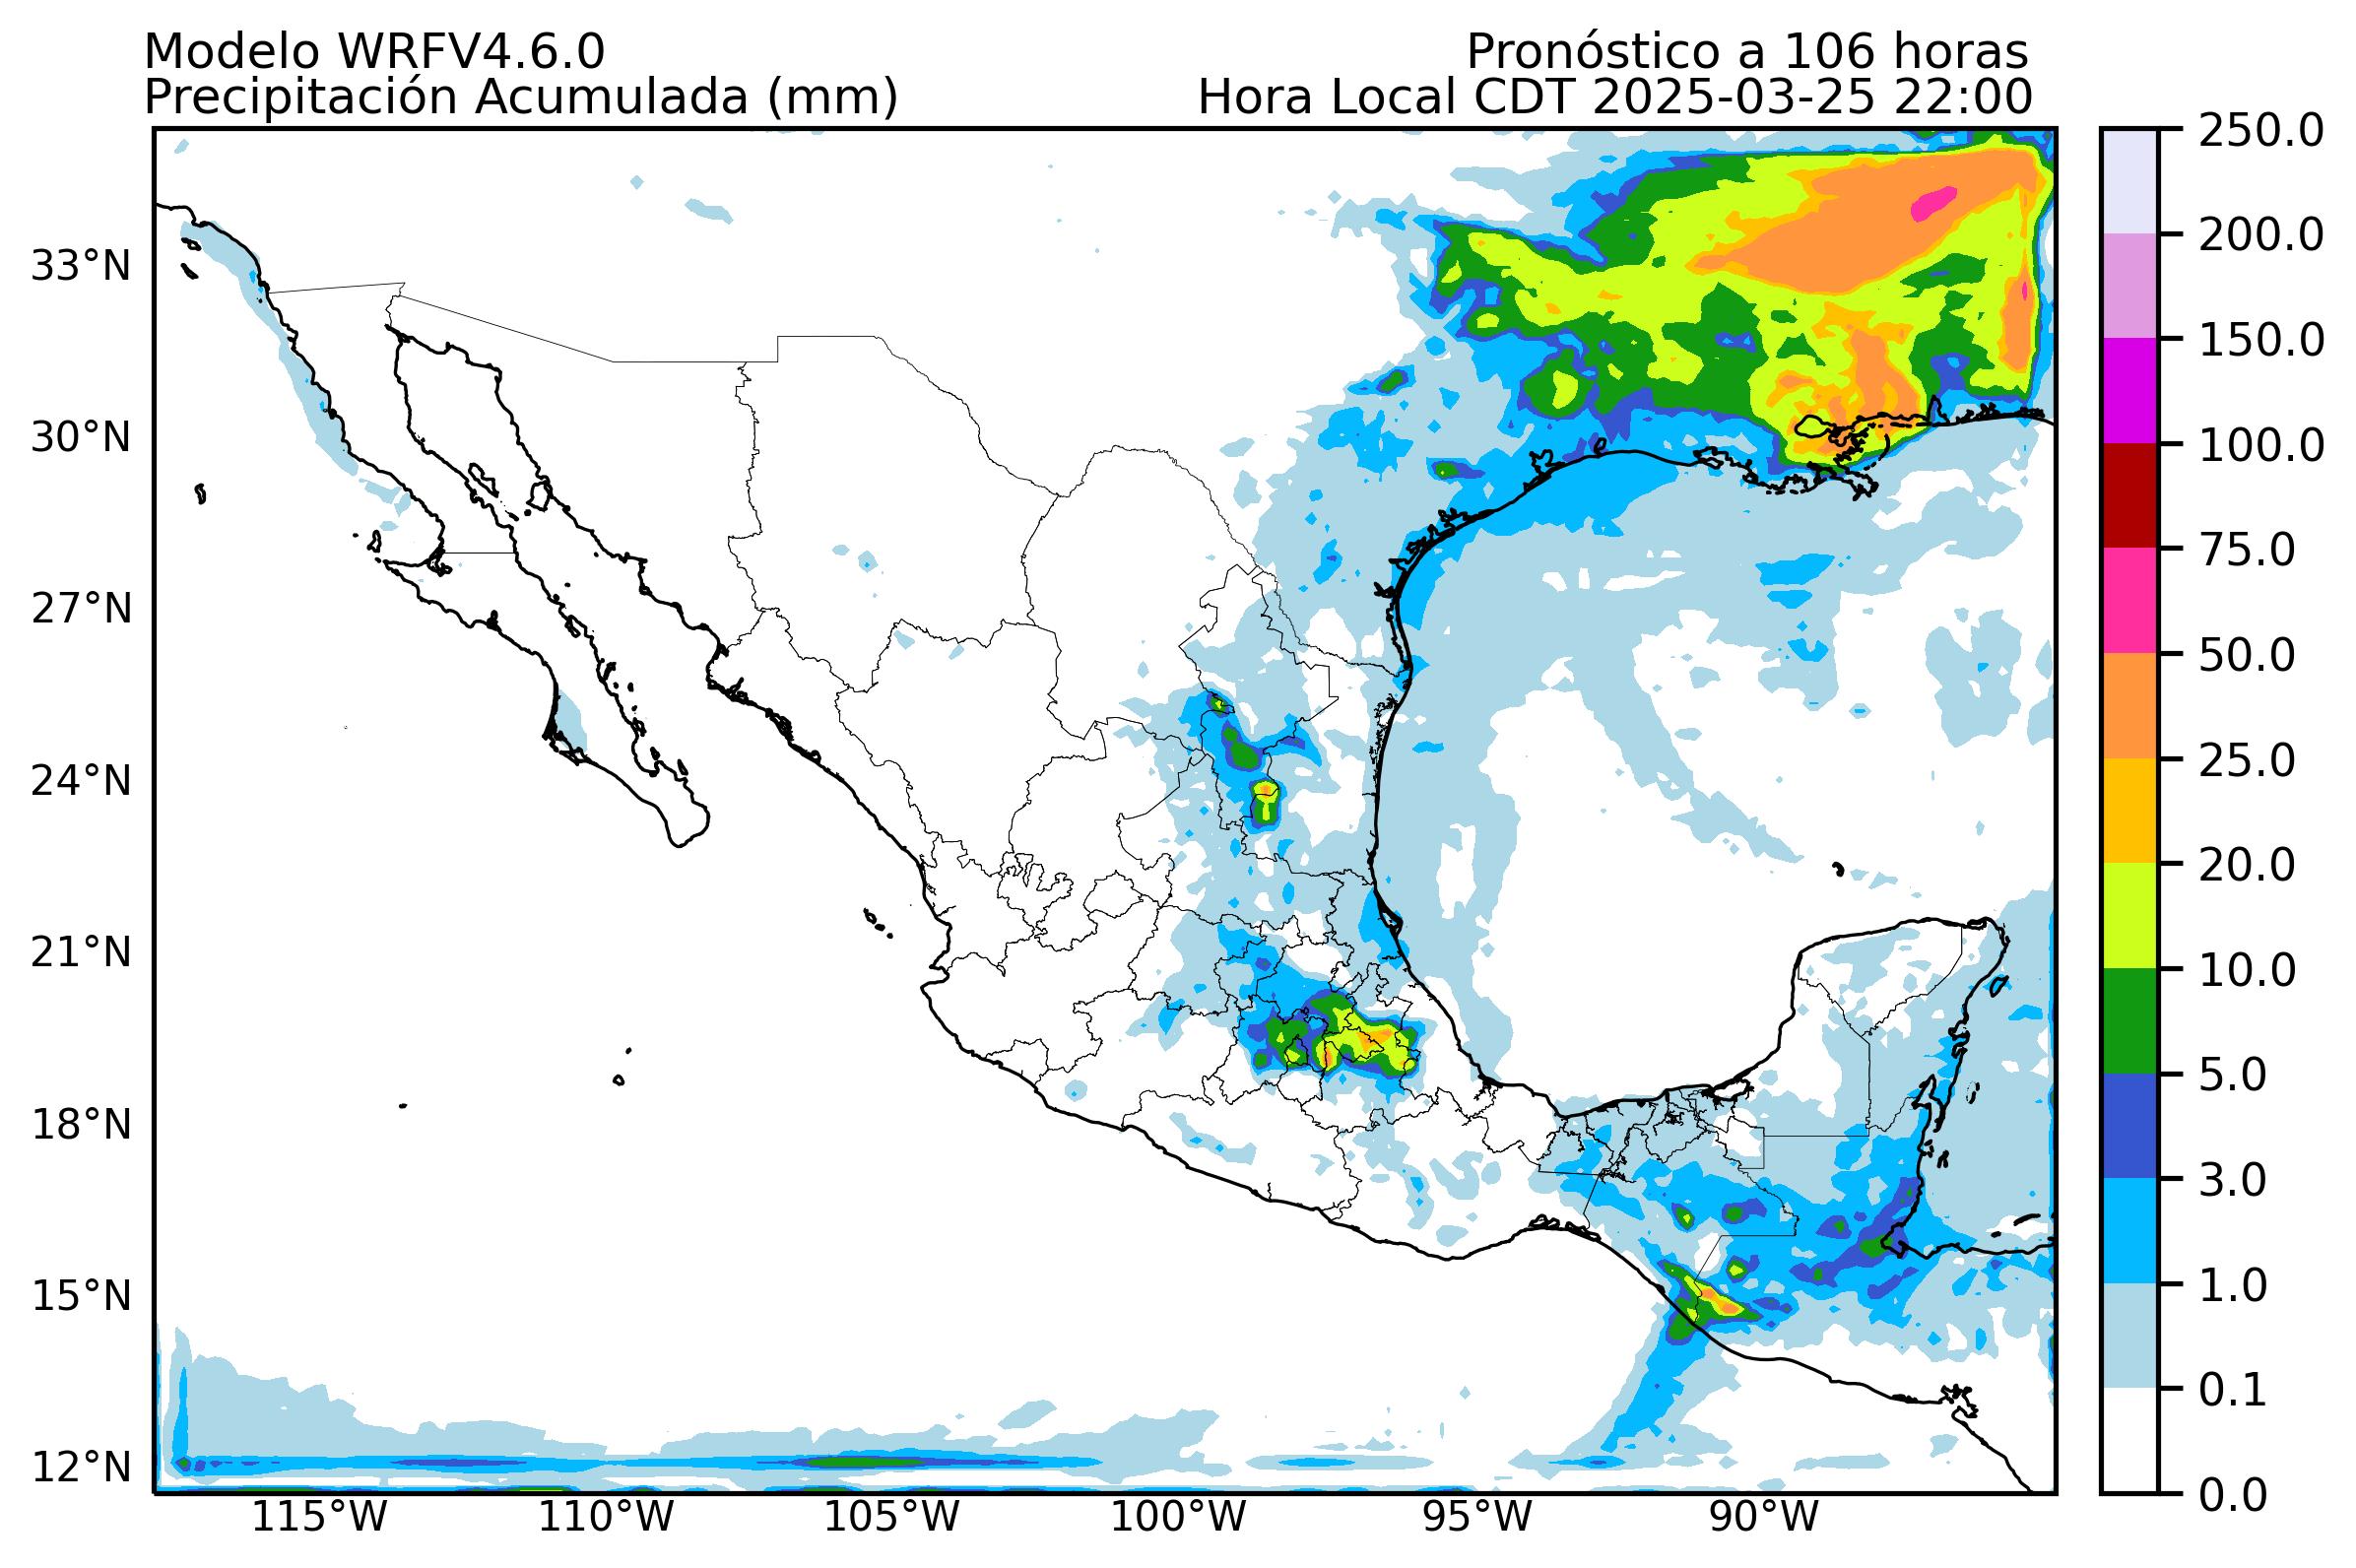 Modelo WRFV4.6.0
Pronóstico a 106 horas
Precipitación Acumulada (mm)
Hora Local CDT 2025-03-25 22:00
33°N
30°N
27°N
24°N
21°N
18°N
15°N
12°N
115°W
110°W
105°W
100°W
95°W
90°W
250.0
200.0
150.0
100.0
75.0
50.0
25.0
20.0
10.0
5.0
3.0
1.0
0.1
0.0